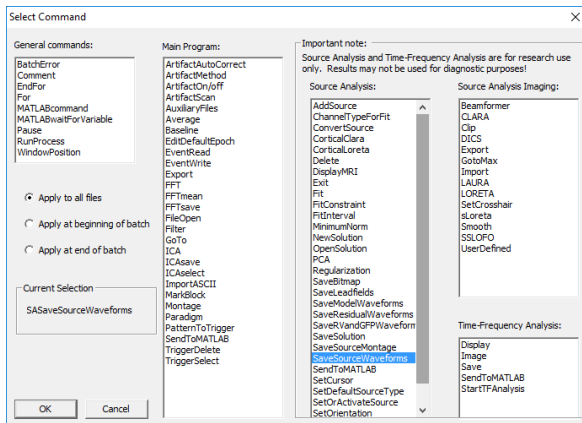 Select Command
General commands:
BatchError
Comment
EndFor
For
MATLABcommand
MATLABwaitForVariable
Pause
RunProcess
WindowPosition
Apply to all files
Apply at beginning of batch
Apply at end of batch
Current Selection
SASaveSourceWaveforms
OK
Cancel
Main Program:
ArtifactAutoCorrect
ArtifactMethod
ArtifactOn/off
ArtifactScan
AuxiliaryFiles
Average
Baseline
EditDefaultEpoch
EventRead
EventWrite
Export
FFT
FFTmean
FFTsave
FileOpen
Filter
GoTo
ICA
ICAsave
ICAselect
ImportASCII
MarkBlock
Montage
Paradigm
PatternToTrigger
SendToMATLAB
TriggerDelete
TriggerSelect
Important note:
Source Analysis and Time-Frequency Analysis are for research use
only. Results may not be used for diagnostic purposes!
Source Analysis:
AddSource
ChannelTypeForFit
ConvertSource
CorticalClara
CorticalLoreta
Delete
DisplayMRI
Exit
Fit
FitConstraint
FitInterval
MinimumNorm
NewSolution
OpenSolution
PCA
Regularization
SaveBitmap
SaveLeadfields
SaveModelWaveforms
SaveResidualWaveforms
SaveRVandGFPWaveform
SaveSolution
SaveSourceMontage
SaveSourceWaveforms
SendToMATLAB
SetCursor
SetDefaultSourceType
SetOrActivateSource
SetOrientation
Source Analysis Imaging:
Beamformer
CLARA
Clip
DICS
Export
GotoMax
Import
LAURA
LORETA
SetCrosshair
sLoreta
Smooth
SSLOFO
UserDefined
Time-Frequency Analysis:
Display
Image
Save
SendToMATLAB
StartTFAnalysis